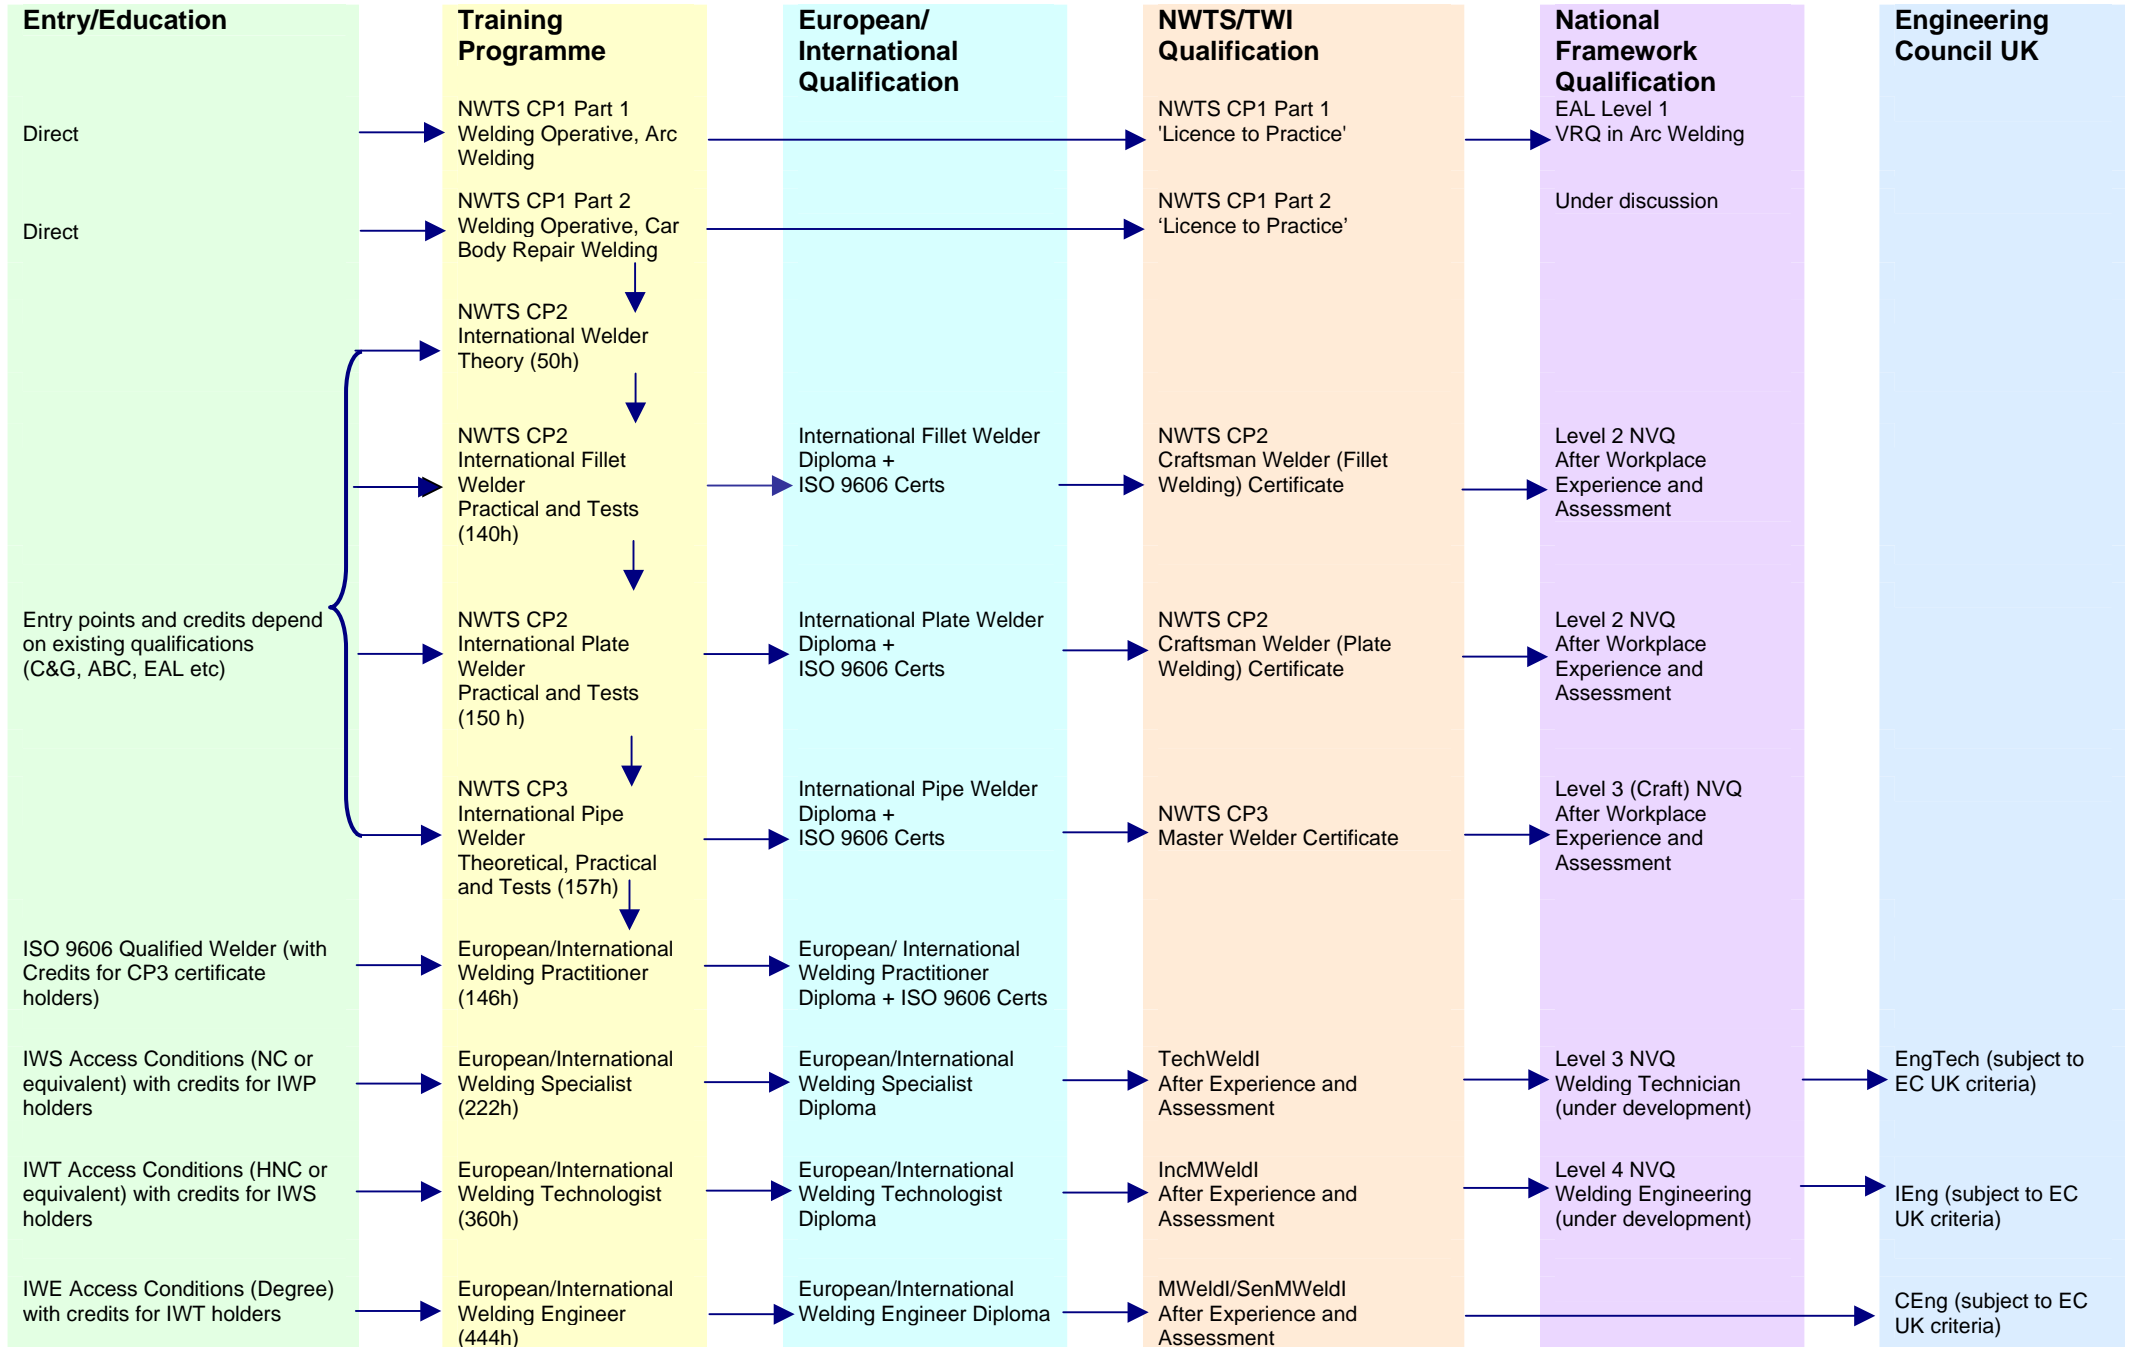 Entry/Education
Training
Programme
European/
International
Qualification
NWTS/TWI
Qualification
National
Framework
Qualification
Engineering
Council UK
Direct
NWTS CP1 Part 1
Welding Operative, Arc
Welding
NWTS CP1 Part 1
'Licence to Practice'
EAL Level 1
VRQ in Arc Welding
Direct
NWTS CP1 Part 2
Welding Operative, Car
Body Repair Welding
NWTS CP1 Part 2
‘Licence to Practice’
Under discussion
NWTS CP2
International Welder
Theory (50h)
NWTS CP2
International Fillet
Welder
Practical and Tests
(140h)
International Fillet Welder
Diploma +
ISO 9606 Certs
NWTS CP2
Craftsman Welder (Fillet
Welding) Certificate
Level 2 NVQ
After Workplace
Experience and
Assessment
Entry points and credits depend
on existing qualifications
(C&G, ABC, EAL etc)
NWTS CP2
International Plate
Welder
Practical and Tests
(150 h)
International Plate Welder
Diploma +
ISO 9606 Certs
NWTS CP2
Craftsman Welder (Plate
Welding) Certificate
Level 2 NVQ
After Workplace
Experience and
Assessment
NWTS CP3
International Pipe
Welder
Theoretical, Practical
and Tests (157h)
International Pipe Welder
Diploma +
ISO 9606 Certs
NWTS CP3
Master Welder Certificate
Level 3 (Craft) NVQ
After Workplace
Experience and
Assessment
ISO 9606 Qualified Welder (with
Credits for CP3 certificate
holders)
European/International
Welding Practitioner
(146h)
European/ International
Welding Practitioner
Diploma + ISO 9606 Certs
IWS Access Conditions (NC or
equivalent) with credits for IWP
holders
European/International
Welding Specialist
(222h)
European/International
Welding Specialist
Diploma
TechWeldI
After Experience and
Assessment
Level 3 NVQ
Welding Technician
(under development)
EngTech (subject to
EC UK criteria)
IWT Access Conditions (HNC or
equivalent) with credits for IWS
holders
European/International
Welding Technologist
(360h)
European/International
Welding Technologist
Diploma
IncMWeldI
After Experience and
Assessment
Level 4 NVQ
Welding Engineering
(under development)
IEng (subject to EC
UK criteria)
IWE Access Conditions (Degree)
with credits for IWT holders
European/International
Welding Engineer
(444h)
European/International
Welding Engineer Diploma
MWeldI/SenMWeldI
After Experience and
Assessment
CEng (subject to EC
UK criteria)